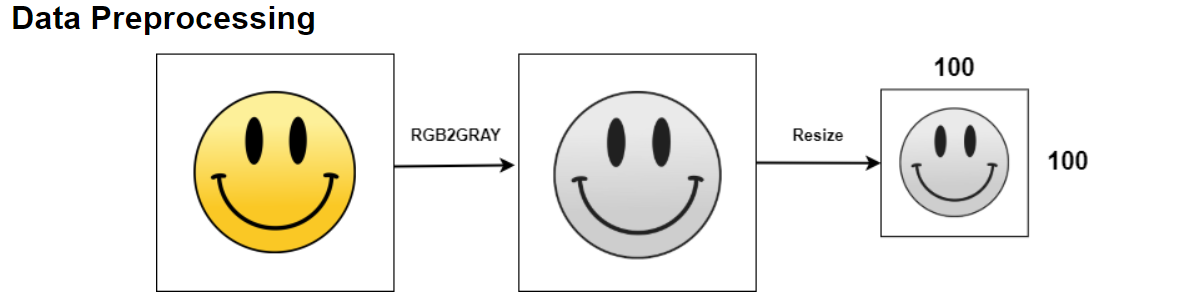 Data Preprocessing
100
RGB2GRAY
Resize
100